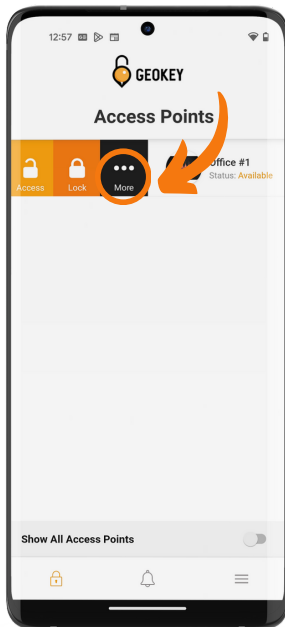 12:57
GEOKEY
Access Points
Access
Lock
More
Office #1
Status: Available
Show All Access Points